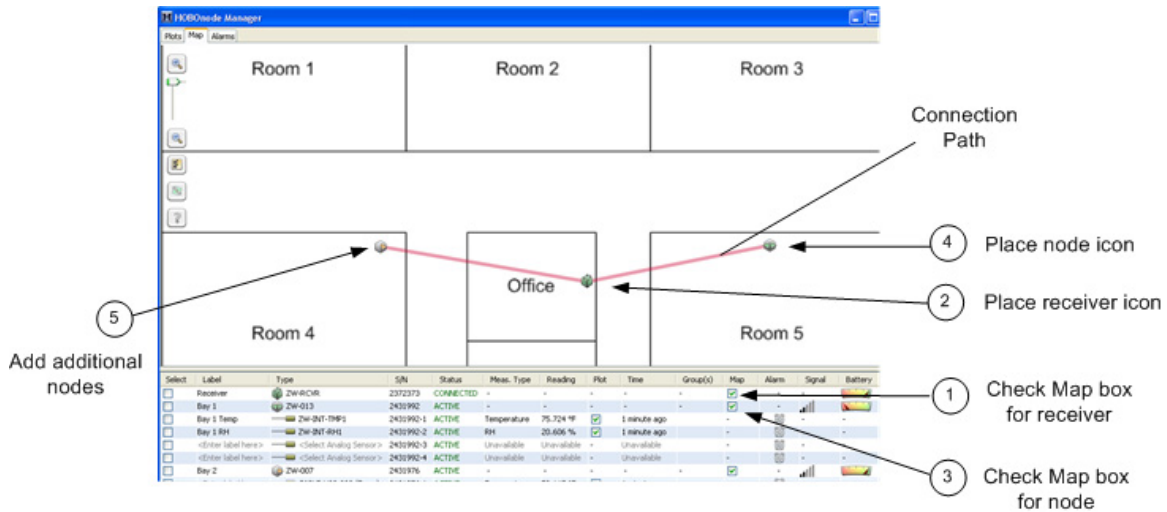 HOBOnode Manager
Plots Map Alarms
Room 1
Room 2
Room 3
Connection
Path
4
Place node icon
Office
2
Place receiver icon
5
Add additional
nodes
Room 4
Room 5
Select Label Type S/N Status Meas. Type Reading Plot Time Group(s) Map Alarm Signal Battery
Receiver ZW-RCVR 2372373 CONNECTED - - - - - - -
Bay 1 ZW-013 2431992 ACTIVE - - - - - -
Bay 1 Temp ZW-INT-TMP1 2431992-1 ACTIVE Temperature 75.724 °F 1 minute ago - - -
Bay 1 RH ZW-INT-RH1 2431992-2 ACTIVE RH 20.606 % 1 minute ago - - -
<Enter label here> <Select Analog Sensor> 2431992-3 ACTIVE Unavailable Unavailable - Unavailable - - -
<Enter label here> <Select Analog Sensor> 2431992-4 ACTIVE Unavailable Unavailable - Unavailable - - -
Bay 2 ZW-007 2431976 ACTIVE - - - - - -
1
Check Map box
for receiver
3
Check Map box
for node